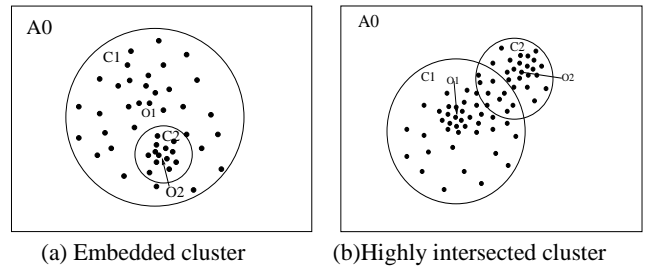 A0
C1
O1
C2
O2
(a) Embedded cluster
A0
C2
C1
O1
O2
(b)Highly intersected cluster